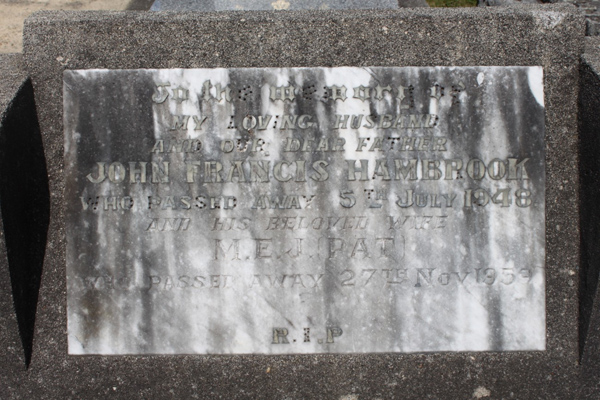 In the memory of
MY LOVING HUSBAND
AND OUR DEAR FATHER
JOHN FRANCIS HAMBROOK
WHO PASSED AWAY 5TH JULY 1948
AND HIS BELOVED WIFE
M.E.J. (PAT)
WHO PASSED AWAY 27TH NOV 1959
R.I.P